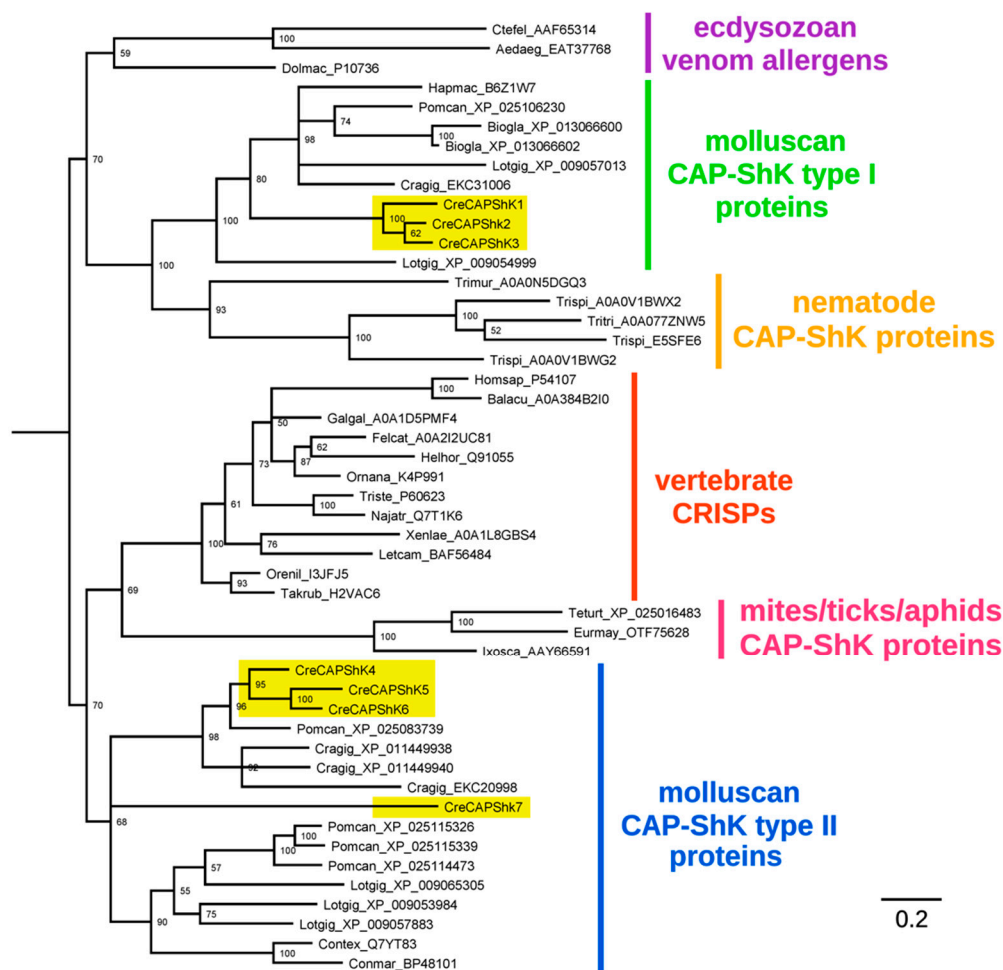 Ctefel_AAF65314
100
Aedaeg_EAT37768
59
Dolmac_P10736
ecdysozoan
venom allergens
Hapmac_B6Z1W7
Pomcan_XP_025106230
74
Biogla_XP_013066600
98
100
Biogla_XP_013066602
70
Lotgig_XP_009057013
80
Cragig_EKC31006
CreCAPShK1
100
100
CreCAPShk2
62
CreCAPShK3
Lotgig_XP_009054999
molluscan
CAP-ShK type I
proteins
100
Trimur_A0A0N5DGQ3
93
Trispi_A0A0V1BWX2
100
Tritri_A0A077ZNW5
52
Trispi_E5SFE6
100
Trispi_A0A0V1BWG2
nematode
CAP-ShK proteins
Homsap_P54107
100
Balacu_A0A384B2I0
50
Galgal_A0A1D5PMF4
Felcat_A0A2I2UC81
62
73
87
Helhor_Q91055
Ornana_K4P991
Triste_P60623
61
100
Najatr_Q7T1K6
Xenlae_A0A1L8GBS4
100
76
Letcam_BAF56484
Orenil_I3JFJ5
93
Takrub_H2VAC6
vertebrate
CRISPs
69
Teturt_XP_025016483
100
Eurmay_OTF75628
100
Ixosca_AAY66591
mites/ticks/aphids
CAP-ShK proteins
CreCAPShK4
95
CreCAPShK5
70
96
100
CreCAPShK6
98
Pomcan_XP_025083739
Cragig_XP_011449938
92
Cragig_XP_011449940
Cragig_EKC20998
CreCAPShk7
68
Pomcan_XP_025115326
100
Pomcan_XP_025115339
100
57
Pomcan_XP_025114473
Lotgig_XP_009065305
55
Lotgig_XP_009053984
75
90
Lotgig_XP_009057883
Contex_Q7YT83
100
Conmar_BP48101
molluscan
CAP-ShK type II
proteins
0.2